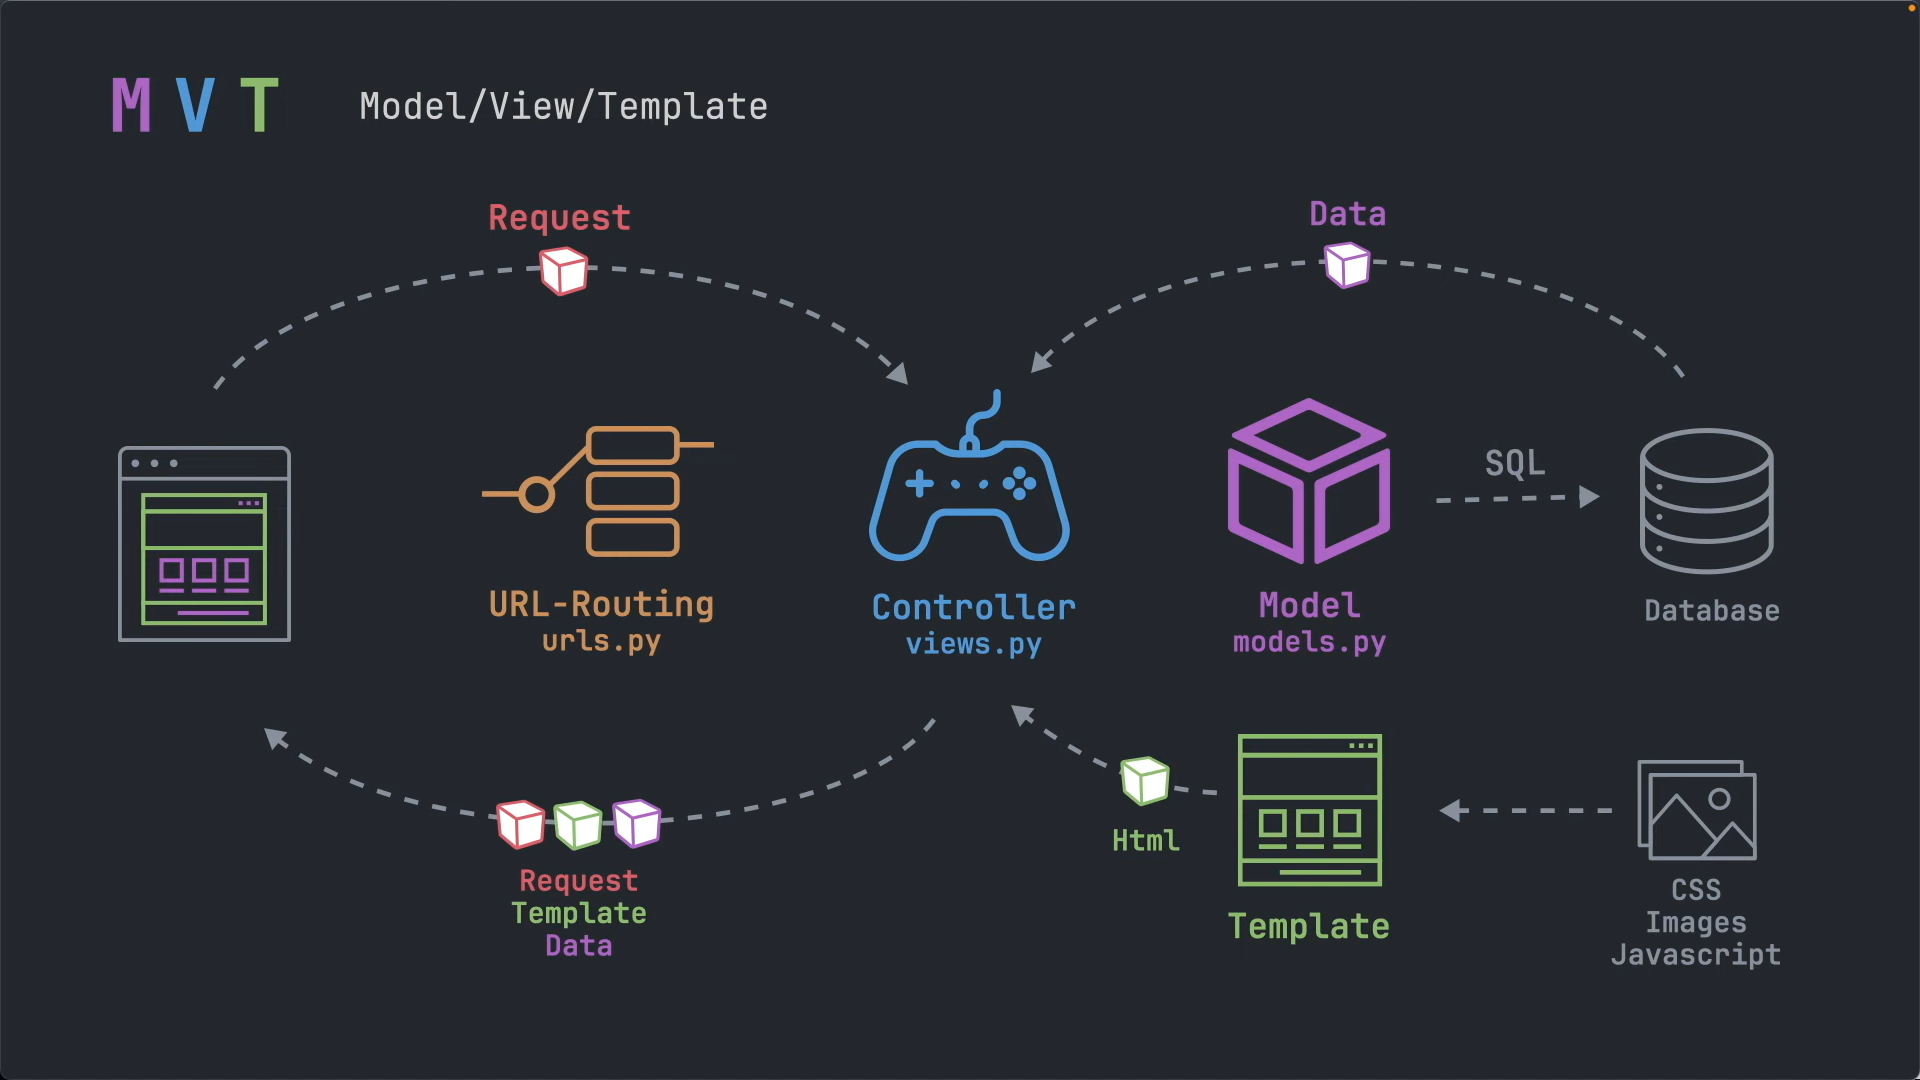 M V T
Model/View/Template
Request
Data
URL-Routing
urls.py
Controller
views.py
Model
models.py
SQL
Database
Request
Template
Data
Html
Template
CSS
Images
Javascript